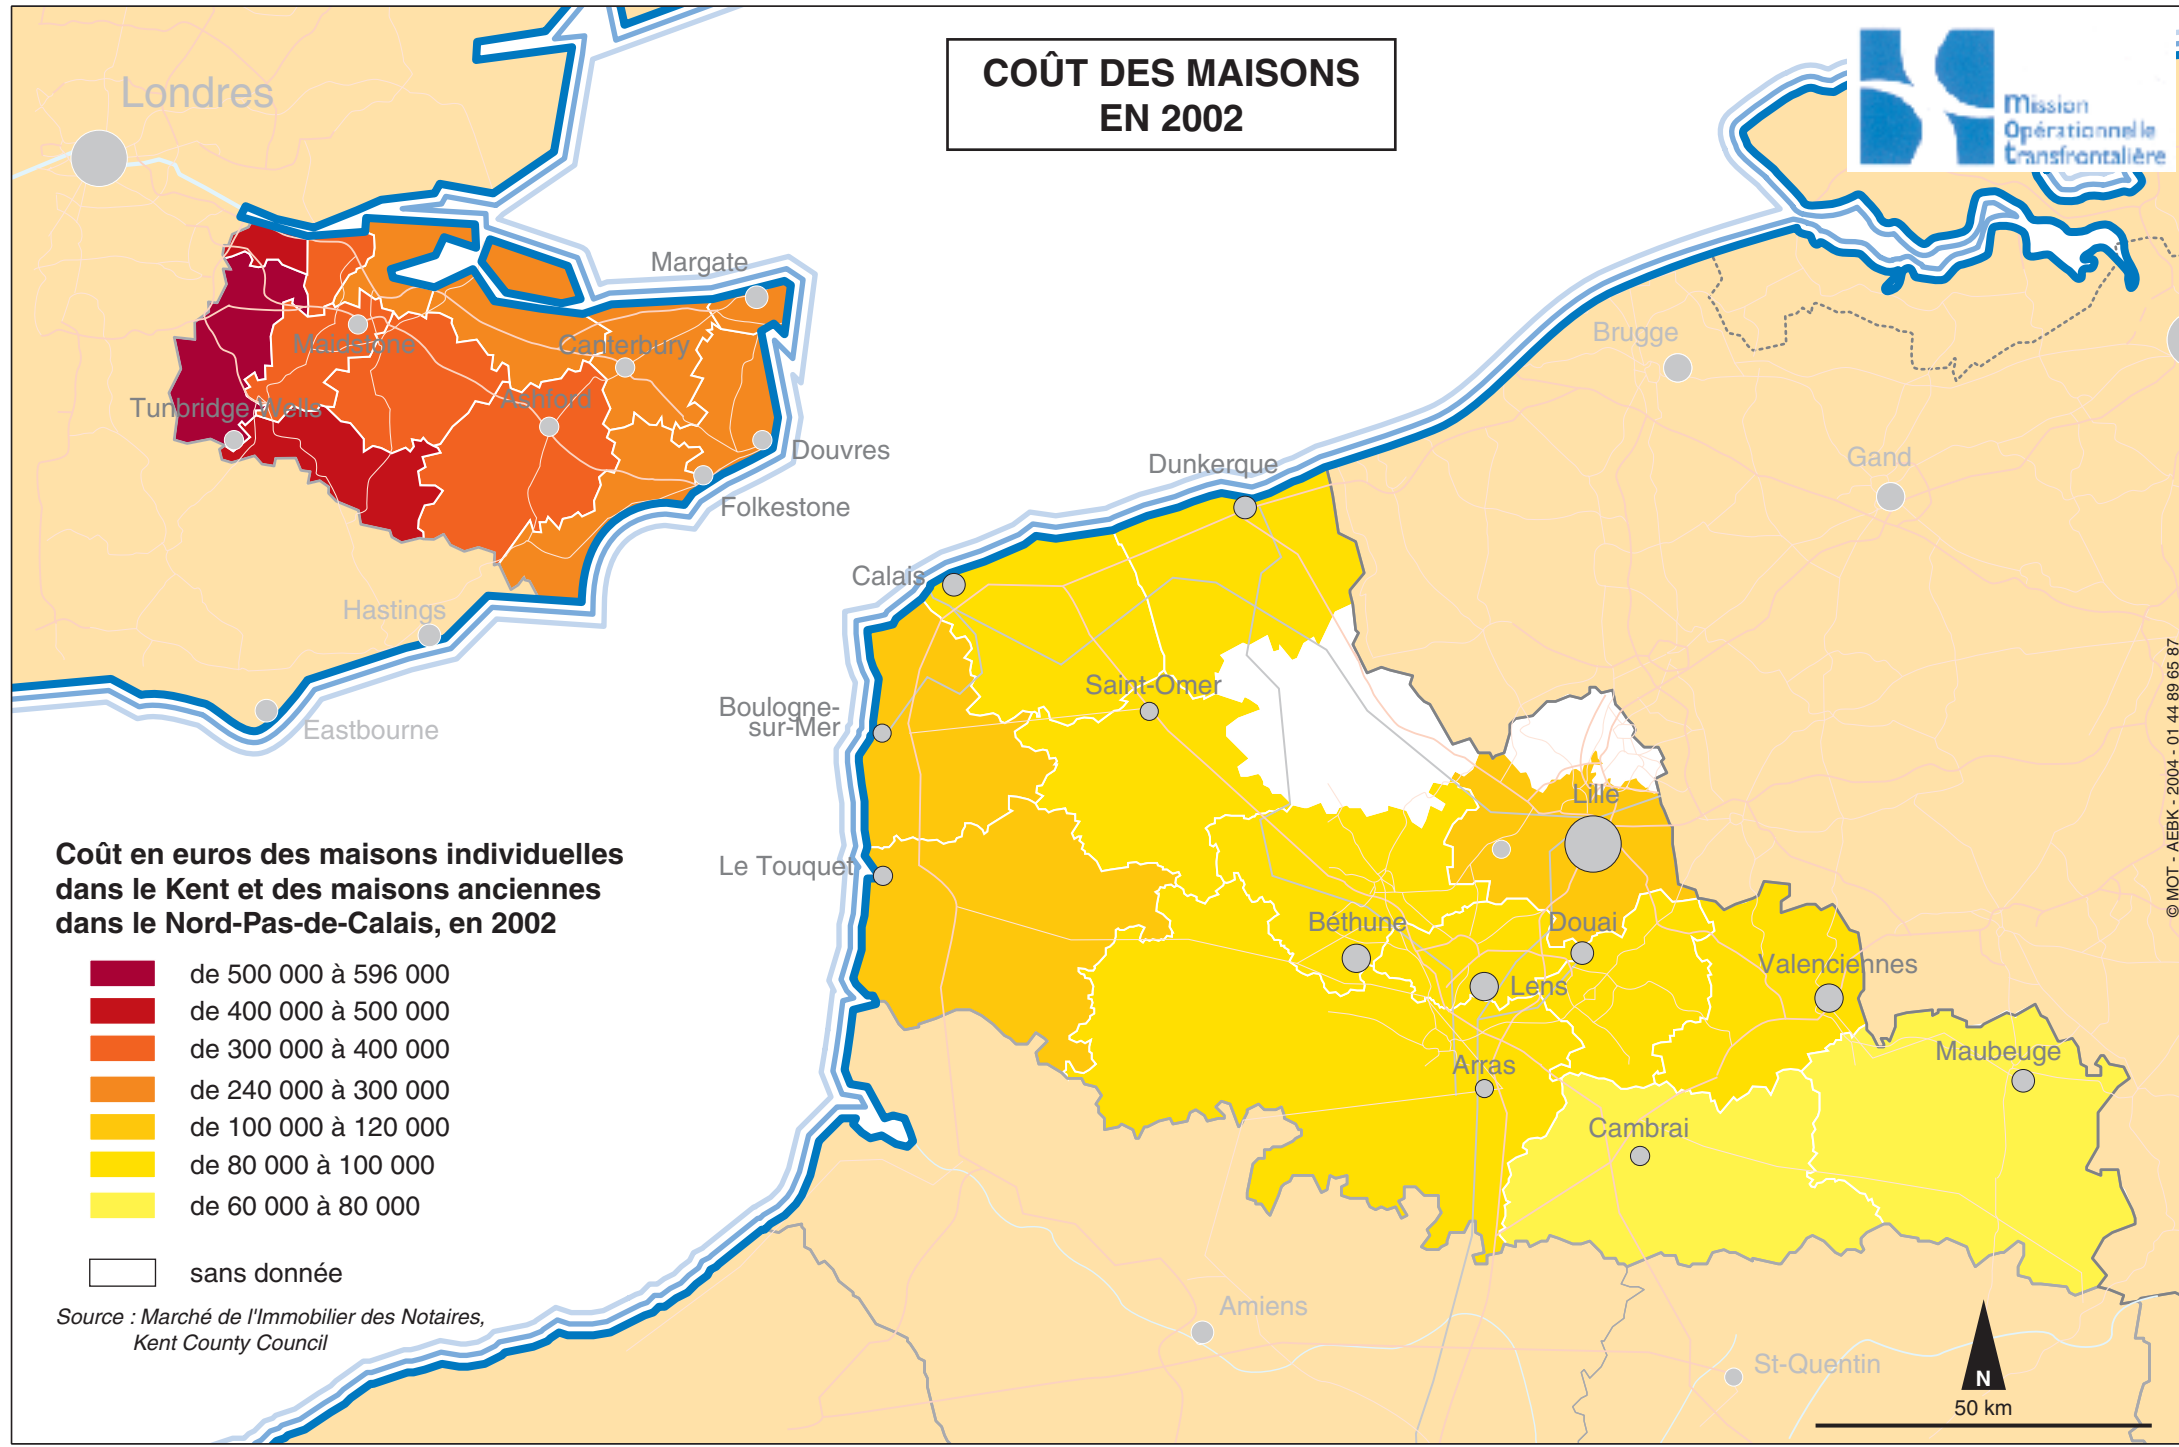 COÛT DES MAISONS
EN 2002
Mission
Opérationnelle
transfrontalière
Londres
Margate
Maidstone
Canterbury
Tunbridge Wells
Ashford
Douvres
Folkestone
Hastings
Eastbourne
Brugge
Gand
Dunkerque
Calais
Saint-Omer
Boulogne-
sur-Mer
Lille
Le Touquet
Béthune
Douai
Lens
Valenciennes
Arras
Maubeuge
Cambrai
Amiens
St-Quentin
Coût en euros des maisons individuelles
dans le Kent et des maisons anciennes
dans le Nord-Pas-de-Calais, en 2002
de 500 000 à 596 000
de 400 000 à 500 000
de 300 000 à 400 000
de 240 000 à 300 000
de 100 000 à 120 000
de 80 000 à 100 000
de 60 000 à 80 000
sans donnée
Source : Marché de l'Immobilier des Notaires,
Kent County Council
N
50 km
© MOT - AEBK - 2004 - 01 44 89 65 87